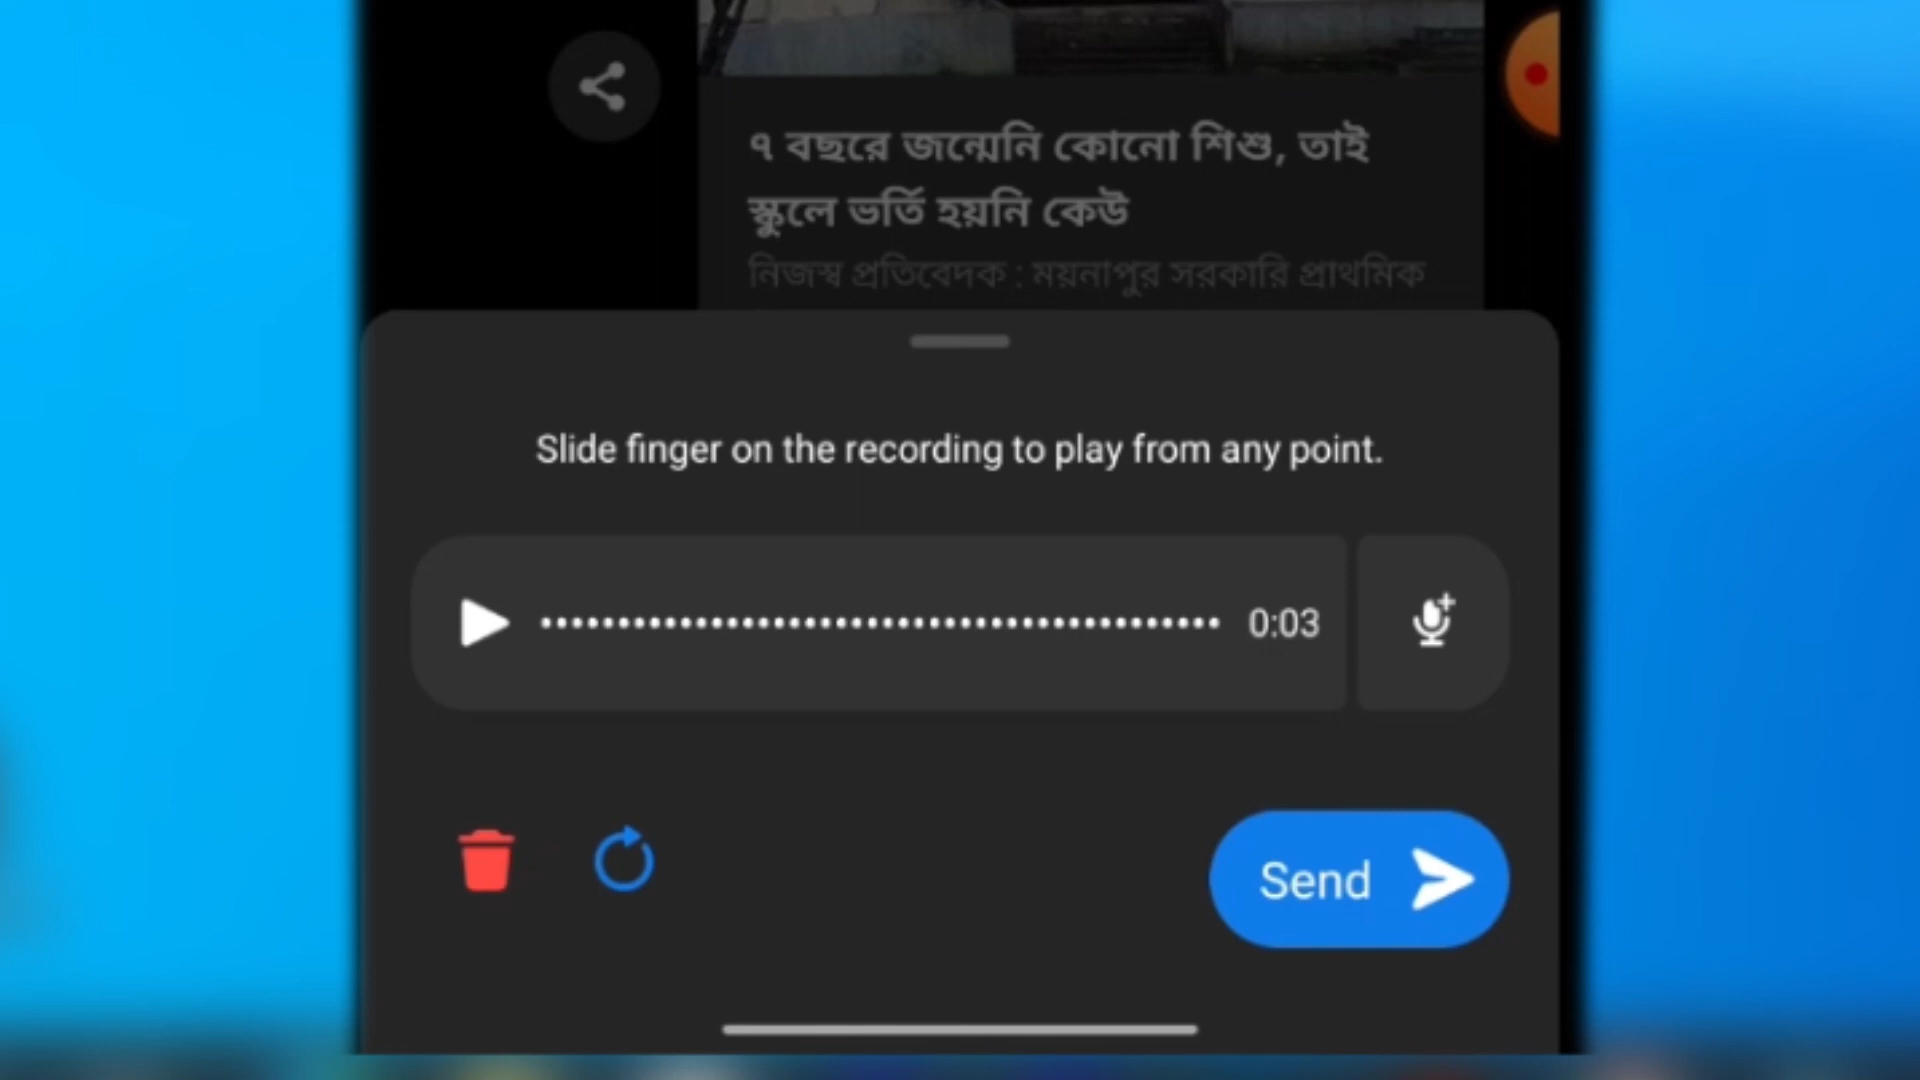 ৭ বছরে জন্মেনি কোনো শিশু, তাই
স্কুলে ভর্তি হয়নি কেউ
নিজস্ব প্রতিবেদক : ময়নাপুর সরকারি প্রাথমিক
Slide finger on the recording to play from any point.
0:03
Send